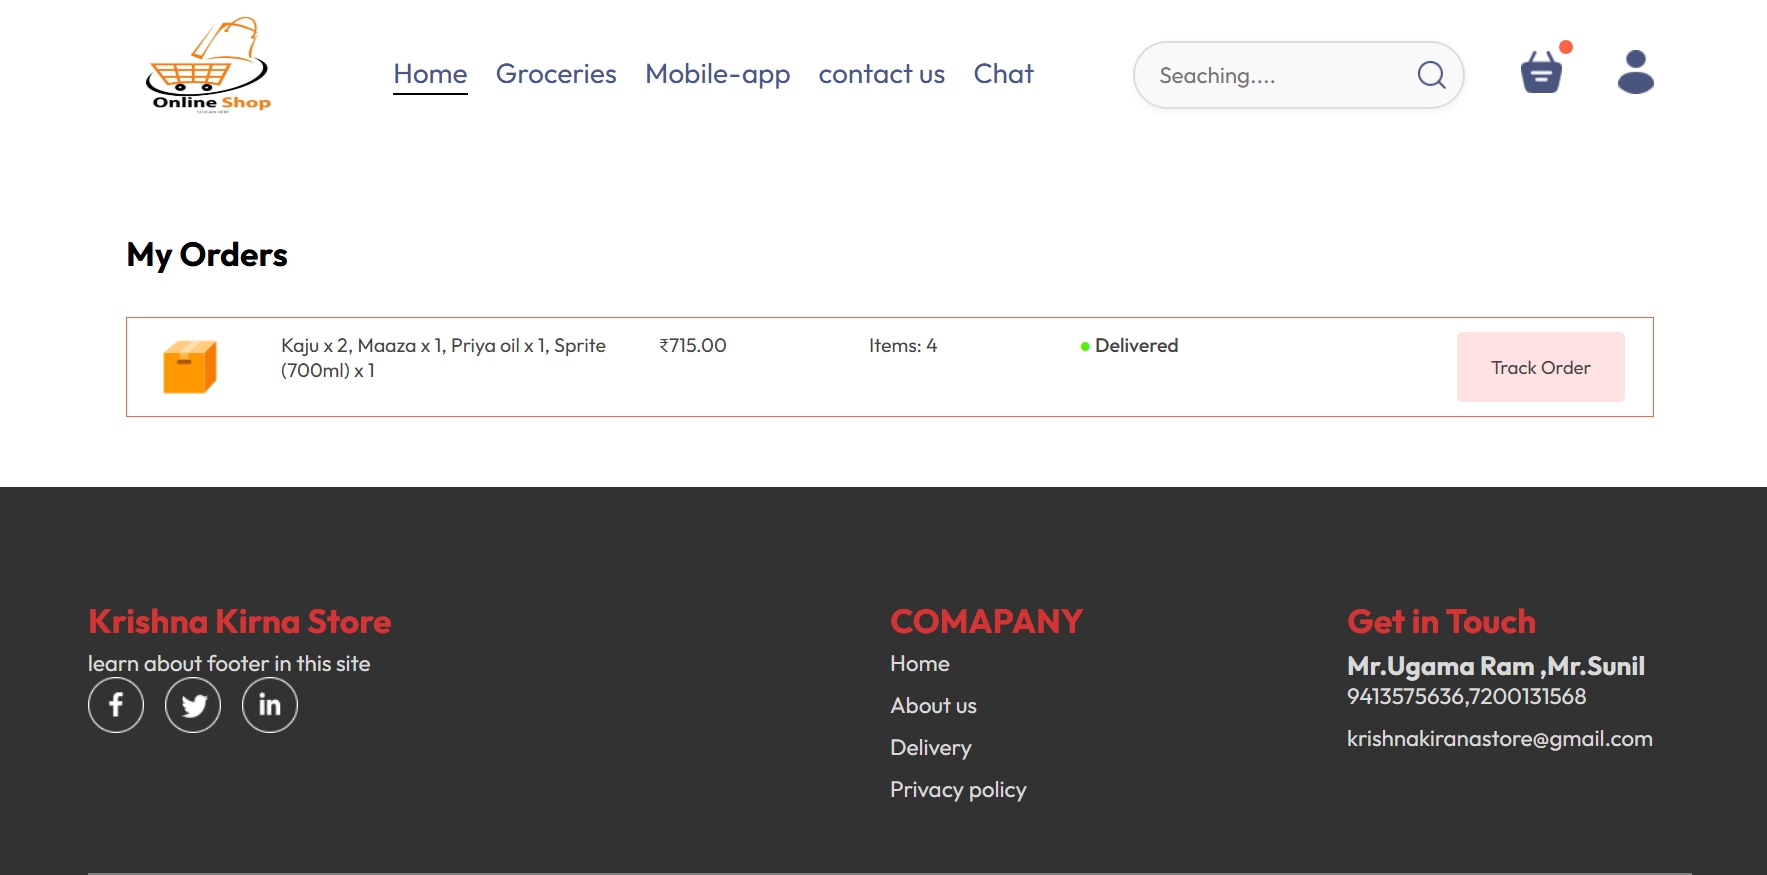 Online Shop
Home
Groceries
Mobile-app
contact us
Chat
Seaching....
My Orders
Kaju x 2, Maaza x 1, Priya oil x 1, Sprite
(700ml) x 1
₹715.00
Items: 4
Delivered
Track Order
Krishna Kirna Store
learn about footer in this site
COMAPANY
Home
About us
Delivery
Privacy policy
Get in Touch
Mr.Ugama Ram ,Mr.Sunil
9413575636,7200131568
krishnakiranastore@gmail.com